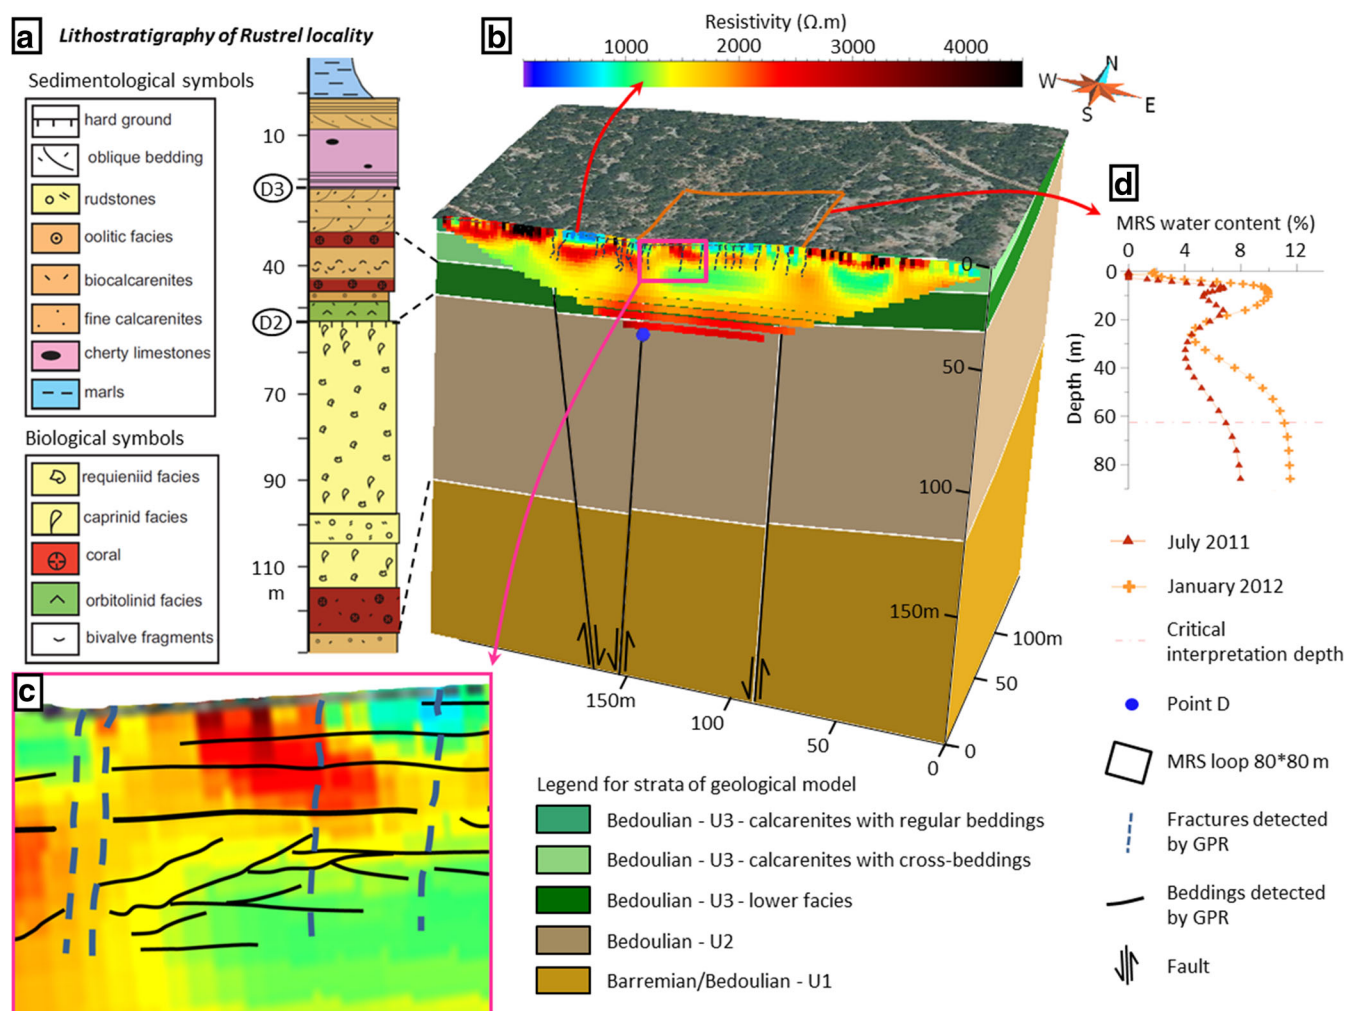 a
Lithostratigraphy of Rustrel locality
Sedimentological symbols
hard ground
oblique bedding
rudstones
oolitic facies
biocalcarenites
fine calcarenites
cherty limestones
marls
Biological symbols
requieniid facies
caprinid facies
coral
orbitolinid facies
bivalve fragments
10
D3
40
D2
70
90
110
m
b
Resistivity (Ω.m)
1000 2000 3000 4000
N
W
E
S
0
50
100
150m
100m
50
0
150m
100
50
0
d
MRS water content (%)
0 4 8 12
0
20
40
60
80
Depth (m)
July 2011
January 2012
Critical
interpretation depth
Point D
MRS loop 80*80 m
Fractures detected
by GPR
Beddings detected
by GPR
Fault
c
Legend for strata of geological model
Bedoulian - U3 - calcarenites with regular beddings
Bedoulian - U3 - calcarenites with cross-beddings
Bedoulian - U3 - lower facies
Bedoulian - U2
Barremian/Bedoulian - U1